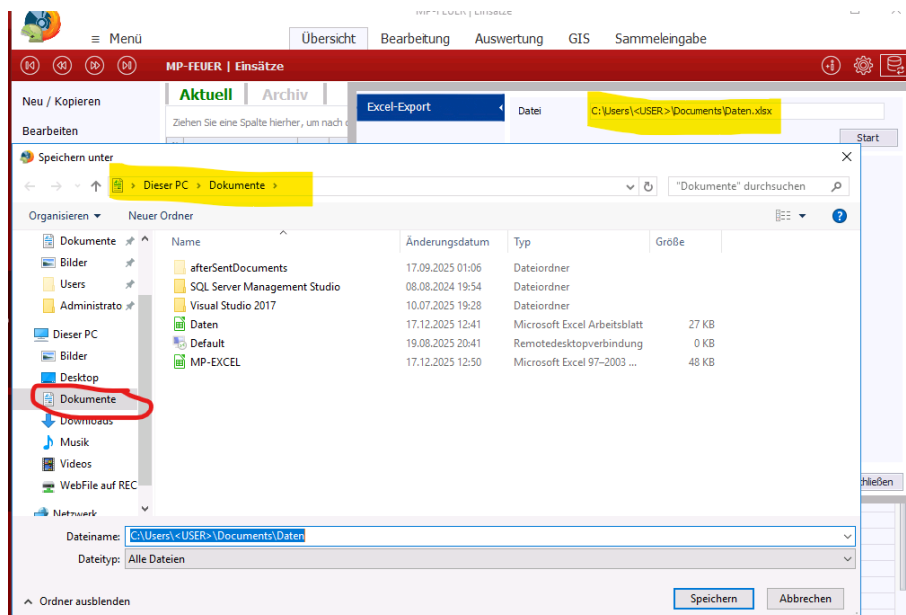 MP-FEUER | Einsätze
≡ Menü
Übersicht Bearbeitung Auswertung GIS Sammeleingabe
MP-FEUER | Einsätze
Neu / Kopieren
Bearbeiten
Aktuell Archiv
Ziehen Sie eine Spalte hierher, um nach
Excel-Export
Datei C:\Users\<USER>\Documents\Daten.xlsx
Start
Speichern unter
Dieser PC > Dokumente >
"Dokumente" durchsuchen
Organisieren Neuer Ordner
Name Änderungsdatum Typ Größe
Dokumente
Bilder
Users
Administrato
Dieser PC
Bilder
Desktop
Dokumente
Downloads
Musik
Videos
WebFile auf REC
Netzwerk
afterSentDocuments 17.09.2025 01:06 Dateiordner
SQL Server Management Studio 08.08.2024 19:54 Dateiordner
Visual Studio 2017 10.07.2025 19:28 Dateiordner
Daten 17.12.2025 12:41 Microsoft Excel Arbeitsblatt 27 KB
Default 19.08.2025 20:41 Remotedesktopverbindung 0 KB
MP-EXCEL 17.12.2025 12:50 Microsoft Excel 97–2003 ... 48 KB
hließen
Dateiname: C:\Users\<USER>\Documents\Daten
Dateityp: Alle Dateien
Ordner ausblenden
Speichern Abbrechen